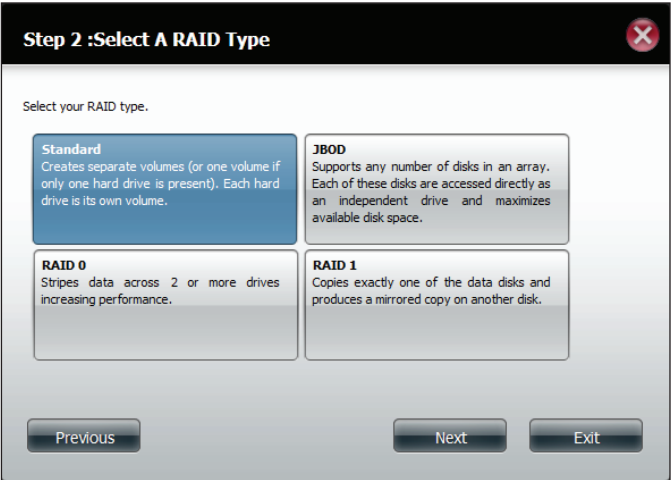 Step 2 :Select A RAID Type
Select your RAID type.
Standard
Creates separate volumes (or one volume if
only one hard drive is present). Each hard
drive is its own volume.
JBOD
Supports any number of disks in an array.
Each of these disks are accessed directly as
an independent drive and maximizes
available disk space.
RAID 0
Stripes data across 2 or more drives
increasing performance.
RAID 1
Copies exactly one of the data disks and
produces a mirrored copy on another disk.
Previous
Next
Exit